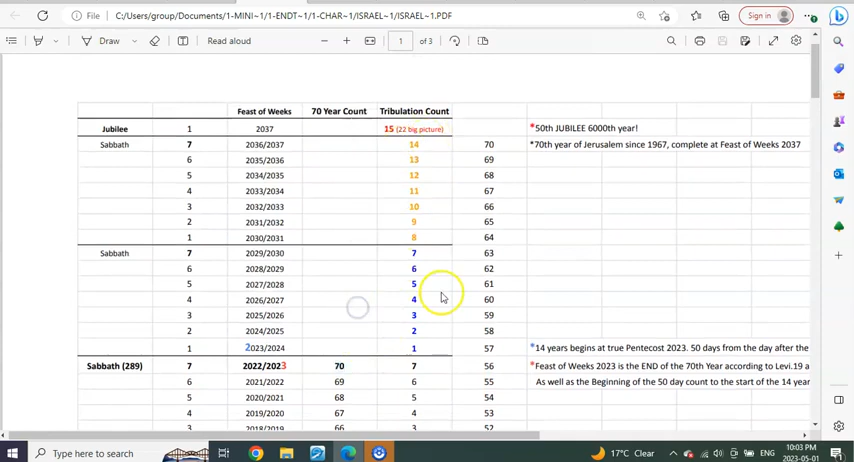 File C:/Users/group/Documents/1-MINI~1/ENDT~1/1-CHAR~1/ISRAEL~1/ISRAEL~1.PDF
Sign in
Draw
Read aloud
1 of 3
Feast of Weeks 70 Year Count Tribulation Count
Jubilee 1 2037 15 (22 big picture) *50th JUBILEE 6000th year!
Sabbath 7 2036/2037 14 70 *70th year of Jerusalem since 1967, complete at Feast of Weeks 2037
6 2035/2036 13 69
5 2034/2035 12 68
4 2033/2034 11 67
3 2032/2033 10 66
2 2031/2032 9 65
1 2030/2031 8 64
Sabbath 7 2029/2030 7 63
6 2028/2029 6 62
5 2027/2028 5 61
4 2026/2027 4 60
3 2025/2026 3 59
2 2024/2025 2 58
1 2023/2024 1 57 *14 years begins at true Pentecost 2023. 50 days from the day after the
Sabbath (289) 7 2022/2023 70 7 56 *Feast of Weeks 2023 is the END of the 70th Year according to Levi.19 a
6 2021/2022 69 6 55 As well as the Beginning of the 50 day count to the start of the 14 year
5 2020/2021 68 5 54
4 2019/2020 67 4 53
3 2018/2019 66 3 52
Type here to search
17°C Clear
ENG
10:03 PM
2023-05-01